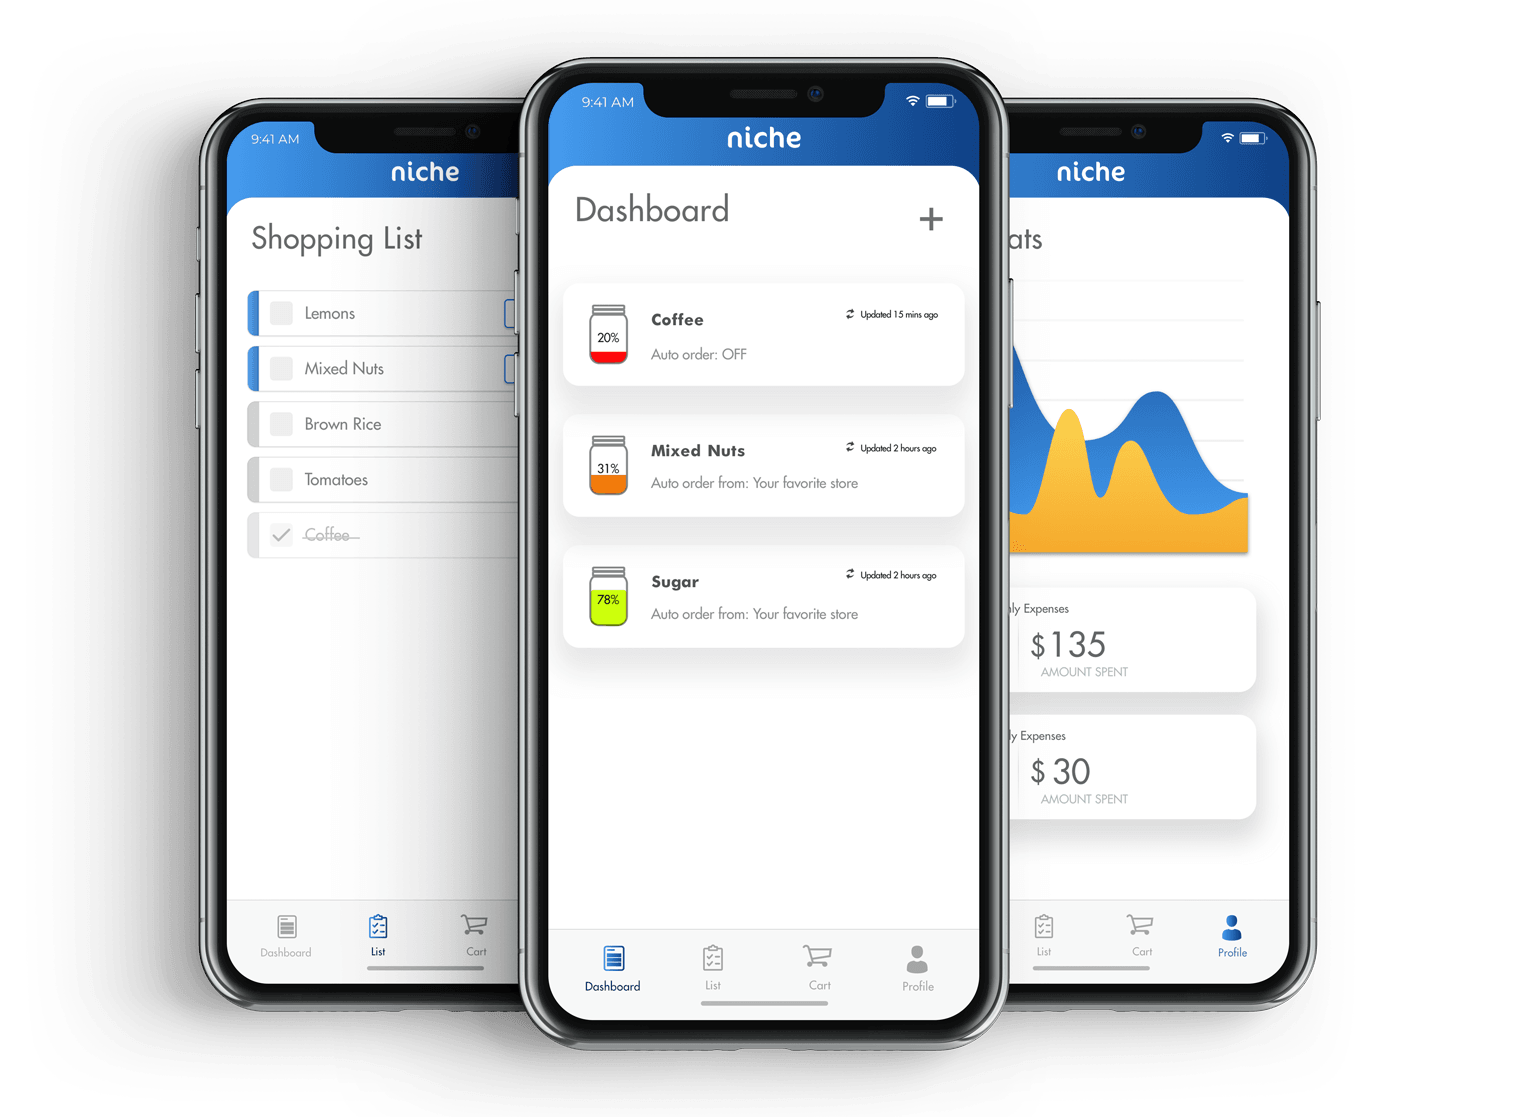 9:41 AM
niche
Shopping List
Lemons
Mixed Nuts
Brown Rice
Tomatoes
Coffee
Dashboard
List
Cart
9:41 AM
niche
Dashboard
+
Coffee
Updated 15 mins ago
20%
Auto order: OFF
Mixed Nuts
Updated 2 hours ago
31%
Auto order from: Your favorite store
Sugar
Updated 2 hours ago
78%
Auto order from: Your favorite store
Dashboard
List
Cart
Profile
niche
ats
ly Expenses
$135
AMOUNT SPENT
ly Expenses
$30
AMOUNT SPENT
List
Cart
Profile